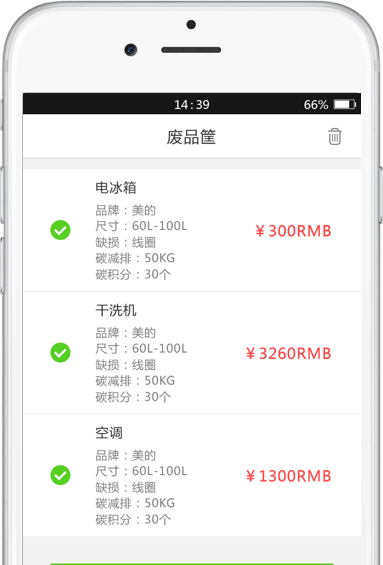 14:39
66%
废品筐
电冰箱
品牌：美的
尺寸：60L-100L
缺损：线圈
碳减排：50KG
碳积分：30个
￥300RMB
干洗机
品牌：美的
尺寸：60L-100L
缺损：线圈
碳减排：50KG
碳积分：30个
￥3260RMB
空调
品牌：美的
尺寸：60L-100L
缺损：线圈
碳减排：50KG
碳积分：30个
￥1300RMB